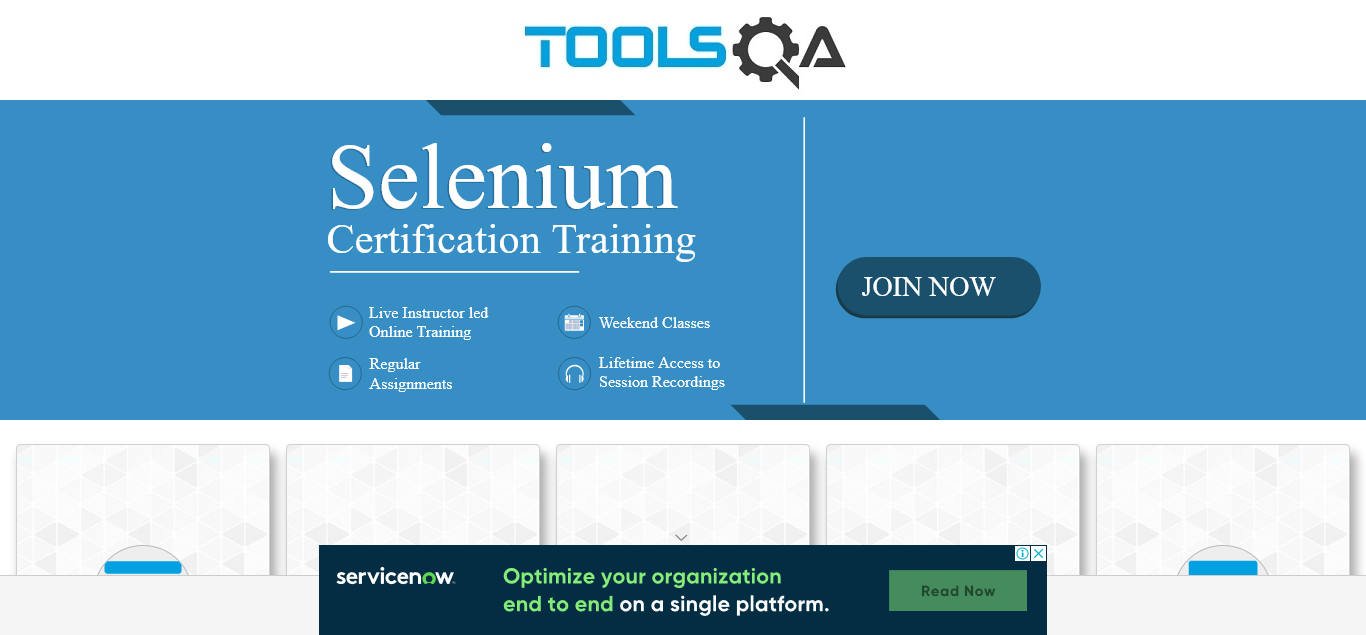 TOOLSQA
Selenium
Certification Training
JOIN NOW
Live Instructor led
Online Training
Weekend Classes
Regular
Assignments
Lifetime Access to
Session Recordings
servicenow
Optimize your organization
end to end on a single platform.
Read Now